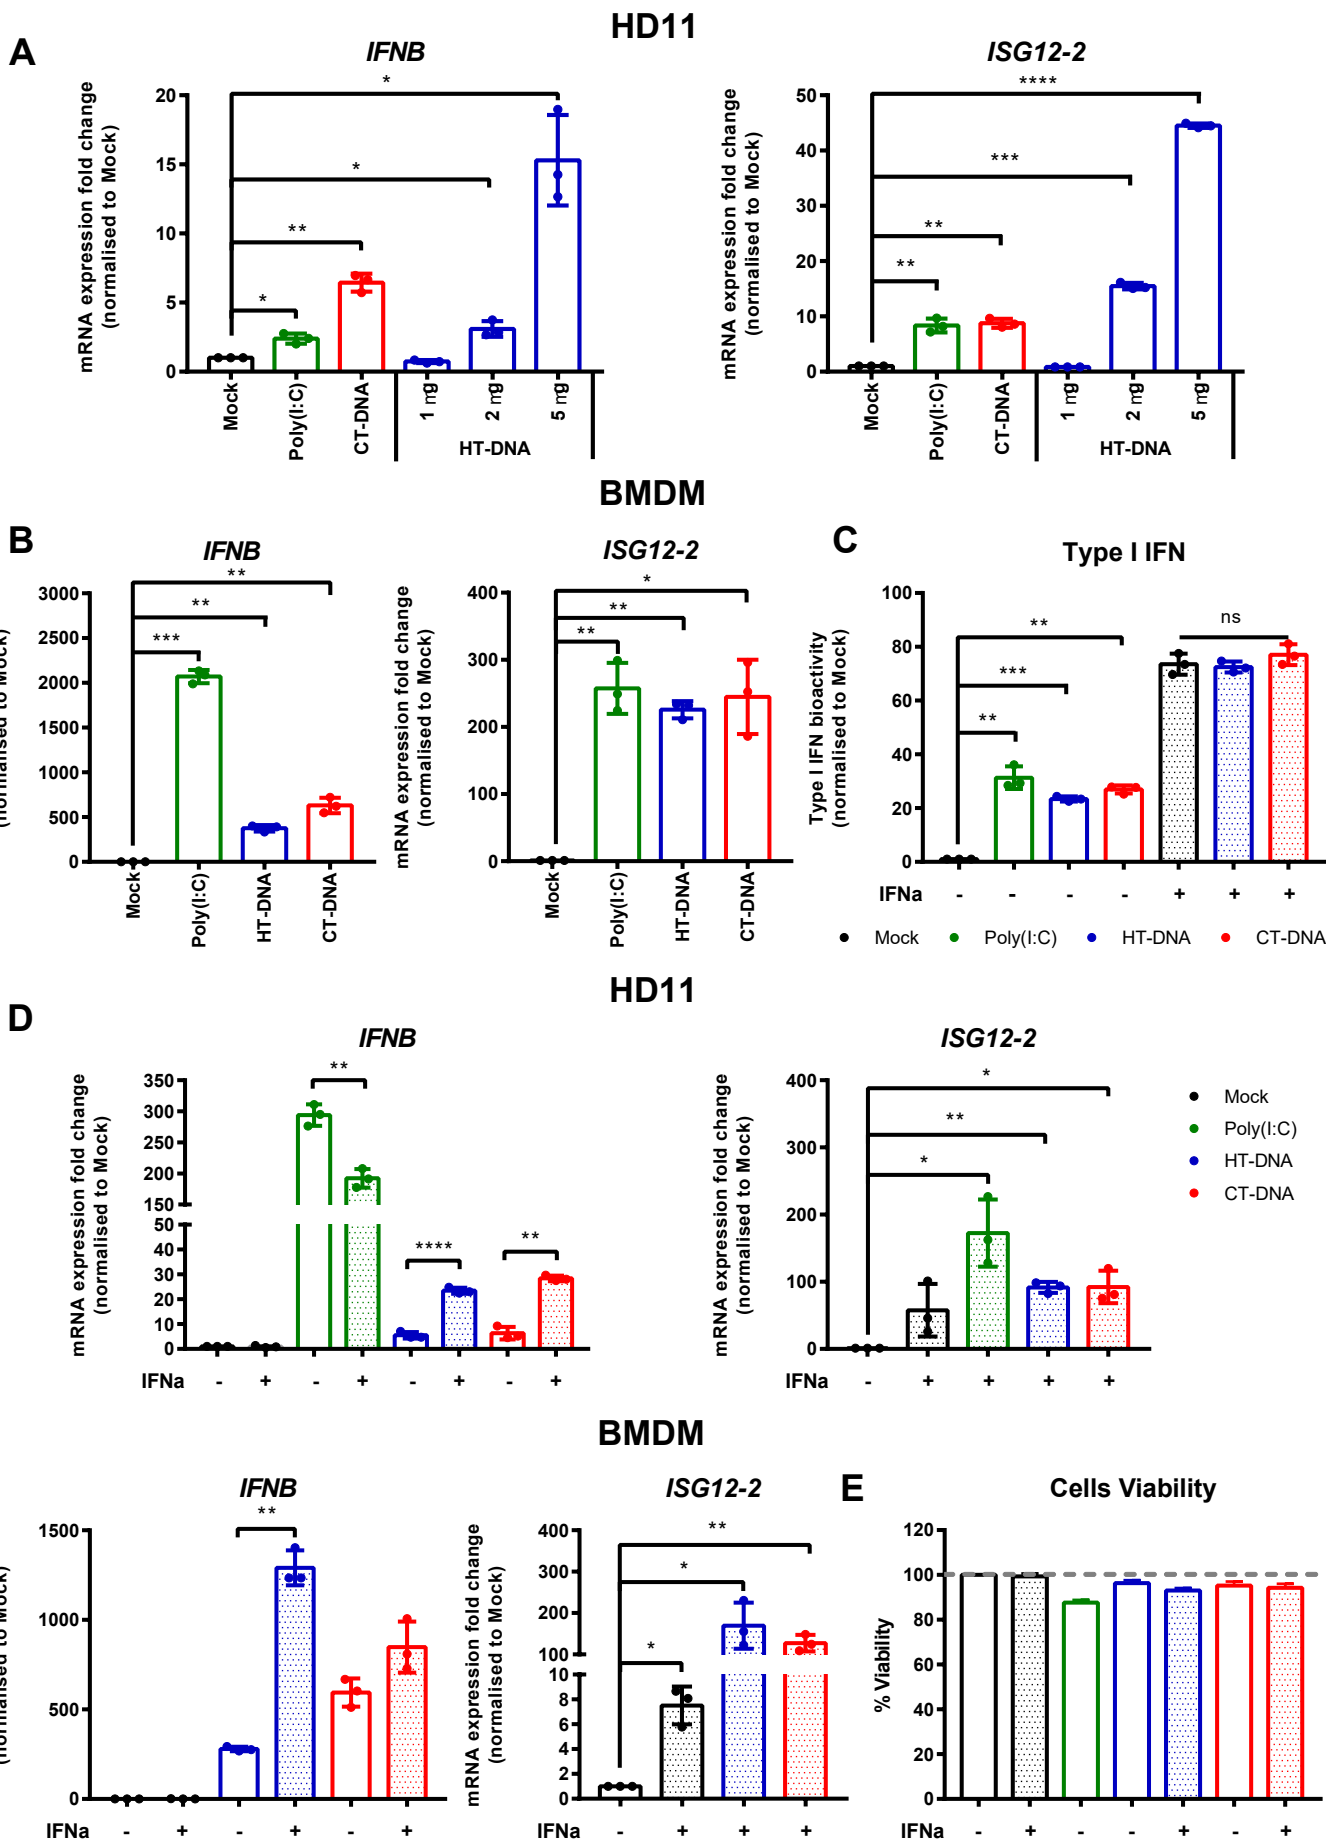 HD11
A
IFNB
*
*
**
*
mRNA expression fold change
(normalised to Mock)
20
15
10
5
0
Mock
Poly(I:C)
CT-DNA
1 mg
2 mg
5 mg
HT-DNA
ISG12-2
****
***
**
**
mRNA expression fold change
(normalised to Mock)
50
40
30
20
10
0
Mock
Poly(I:C)
CT-DNA
1 mg
2 mg
5 mg
HT-DNA
BMDM
B
IFNB
**
**
***
(normalised to Mock)
3000
2500
2000
1500
1000
500
0
Mock
Poly(I:C)
HT-DNA
CT-DNA
ISG12-2
*
**
**
mRNA expression fold change
(normalised to Mock)
400
300
200
100
0
Mock
Poly(I:C)
HT-DNA
CT-DNA
C
Type I IFN
**
***
**
ns
Type I IFN bioactivity
(normalised to Mock)
100
80
60
40
20
0
IFNa - - - - + + +
Mock Poly(I:C) HT-DNA CT-DNA
HD11
D
IFNB
**
****
**
mRNA expression fold change
(normalised to Mock)
350
300
250
200
150
50
40
30
20
10
0
IFNa - + - + - + - +
ISG12-2
*
**
*
mRNA expression fold change
(normalised to Mock)
400
300
200
100
0
IFNa - + + + +
Mock
Poly(I:C)
HT-DNA
CT-DNA
BMDM
IFNB
**
(normalised to Mock)
1500
1000
500
0
IFNa - + - + - +
ISG12-2
**
*
*
mRNA expression fold change
(normalised to Mock)
400
300
200
100
10
8
6
4
2
0
IFNa - + + +
E
Cells Viability
% Viability
120
100
80
60
40
20
0
IFNa - + - - + - +